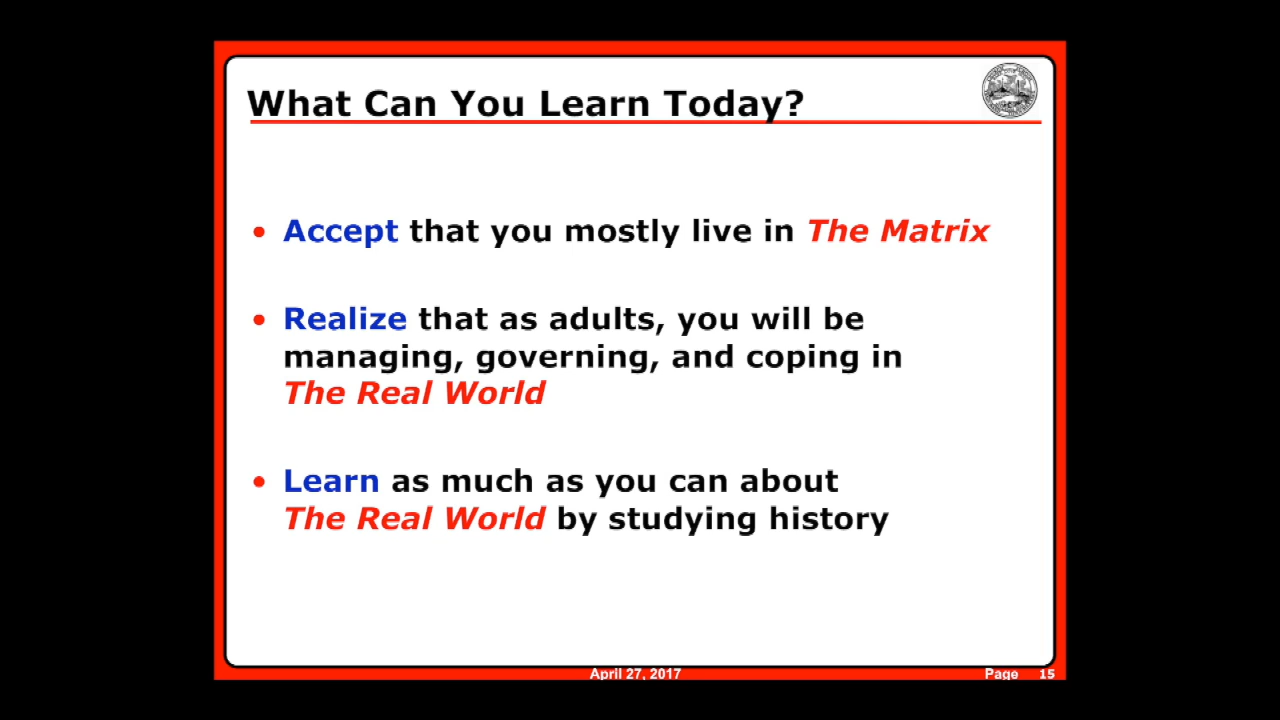 What Can You Learn Today?
• Accept that you mostly live in The Matrix
• Realize that as adults, you will be
managing, governing, and coping in
The Real World
• Learn as much as you can about
The Real World by studying history
April 27, 2017
Page 15